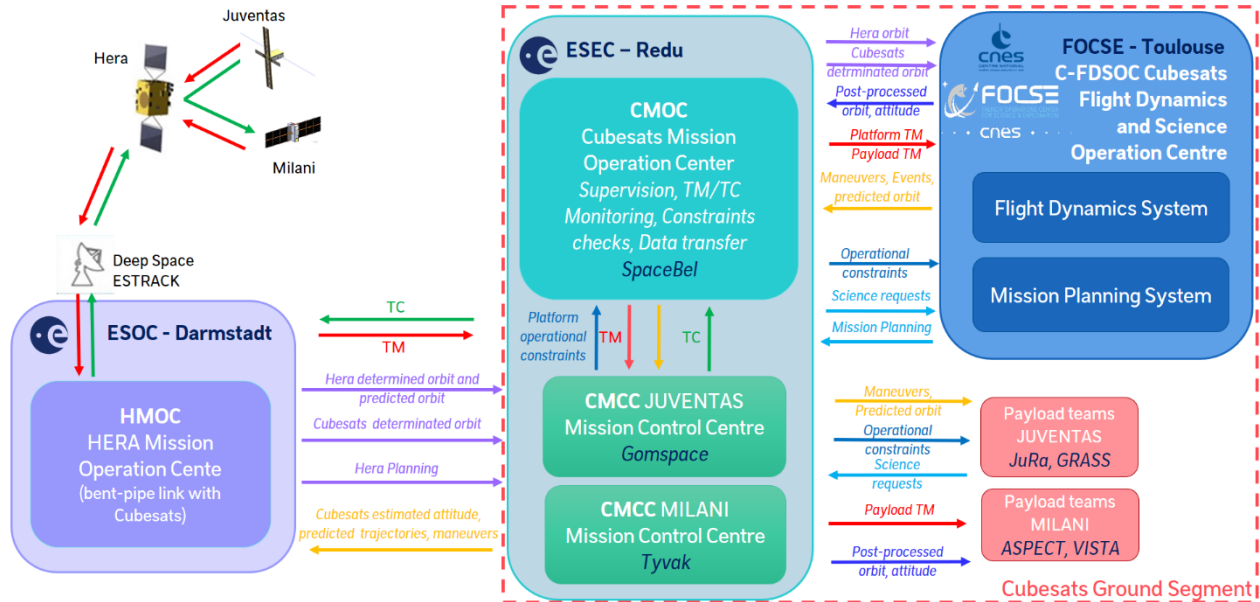 Juventas
Hera
Milani
Deep Space
ESTRACK
ESOC - Darmstadt
HMOC
HERA Mission
Operation Cente
(bent-pipe link with
Cubesats)
TC
TM
Hera determined orbit and
predicted orbit
Cubesats determinated orbit
Hera Planning
Cubesats estimated attitude,
predicted trajectories, maneuvers
ESEC – Redu
CMOC
Cubesats Mission
Operation Center
Supervision, TM/TC
Monitoring, Constraints
checks, Data transfer
SpaceBel
Platform
operational
constraints
TM
TC
CMCC JUVENTAS
Mission Control Centre
Gomspace
CMCC MILANI
Mission Control Centre
Tyvak
Hera orbit
Cubesats
detrminated orbit
Post-processed
orbit, attitude
Platform TM
Payload TM
Maneuvers, Events,
predicted orbit
Operational
constraints
Science requests
Mission Planning
cnes
FOCSE
cnes
FOCSE - Toulouse
C-FDSOC Cubesats
Flight Dynamics
and Science
Operation Centre
Flight Dynamics System
Mission Planning System
Maneuvers,
Predicted orbit
Operational
constraints
Science
requests
Payload TM
Post-processed
orbit, attitude
Payload teams
JUVENTAS
JuRa, GRASS
Payload teams
MILANI
ASPECT, VISTA
Cubesats Ground Segment